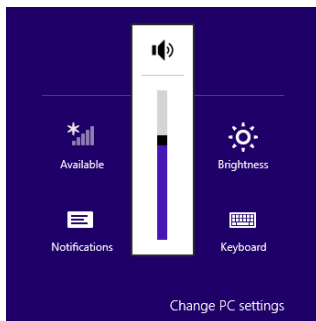 Available
Brightness
Notifications
Keyboard
Change PC settings